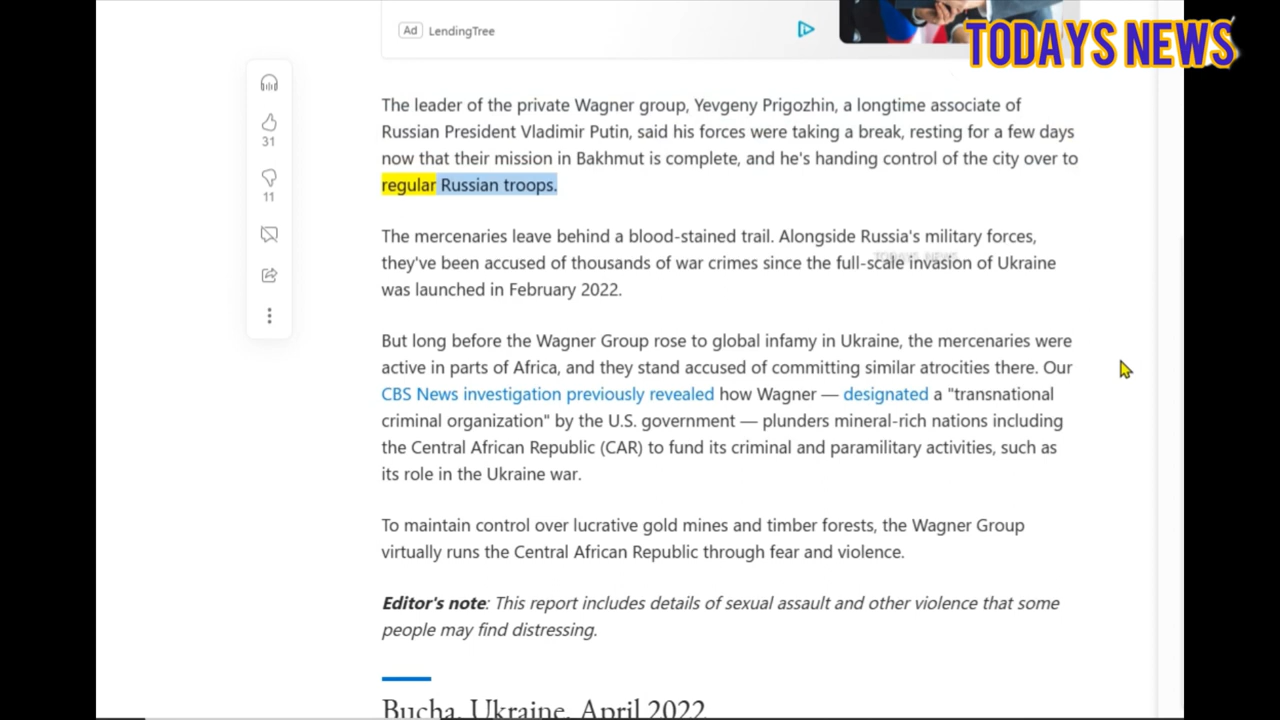 Ad LendingTree
TODAYS NEWS
The leader of the private Wagner group, Yevgeny Prigozhin, a longtime associate of
Russian President Vladimir Putin, said his forces were taking a break, resting for a few days
now that their mission in Bakhmut is complete, and he's handing control of the city over to
regular Russian troops.
31
11
The mercenaries leave behind a blood-stained trail. Alongside Russia's military forces,
TODAYS NEWS
they've been accused of thousands of war crimes since the full-scale invasion of Ukraine
was launched in February 2022.
But long before the Wagner Group rose to global infamy in Ukraine, the mercenaries were
active in parts of Africa, and they stand accused of committing similar atrocities there. Our
CBS News investigation previously revealed how Wagner — designated a "transnational
criminal organization" by the U.S. government — plunders mineral-rich nations including
the Central African Republic (CAR) to fund its criminal and paramilitary activities, such as
its role in the Ukraine war.
To maintain control over lucrative gold mines and timber forests, the Wagner Group
virtually runs the Central African Republic through fear and violence.
Editor's note: This report includes details of sexual assault and other violence that some
people may find distressing.
Bucha, Ukraine, April 2022